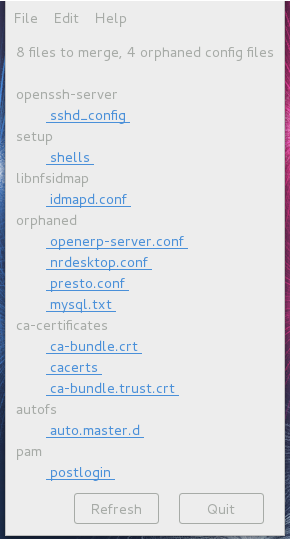 File Edit Help
8 files to merge, 4 orphaned config files
openssh-server
sshd_config
setup
shells
libnfsidmap
idmapd.conf
orphaned
openerp-server.conf
nrdesktop.conf
presto.conf
mysql.txt
ca-certificates
ca-bundle.crt
cacerts
ca-bundle.trust.crt
autofs
auto.master.d
pam
postlogin
Refresh Quit